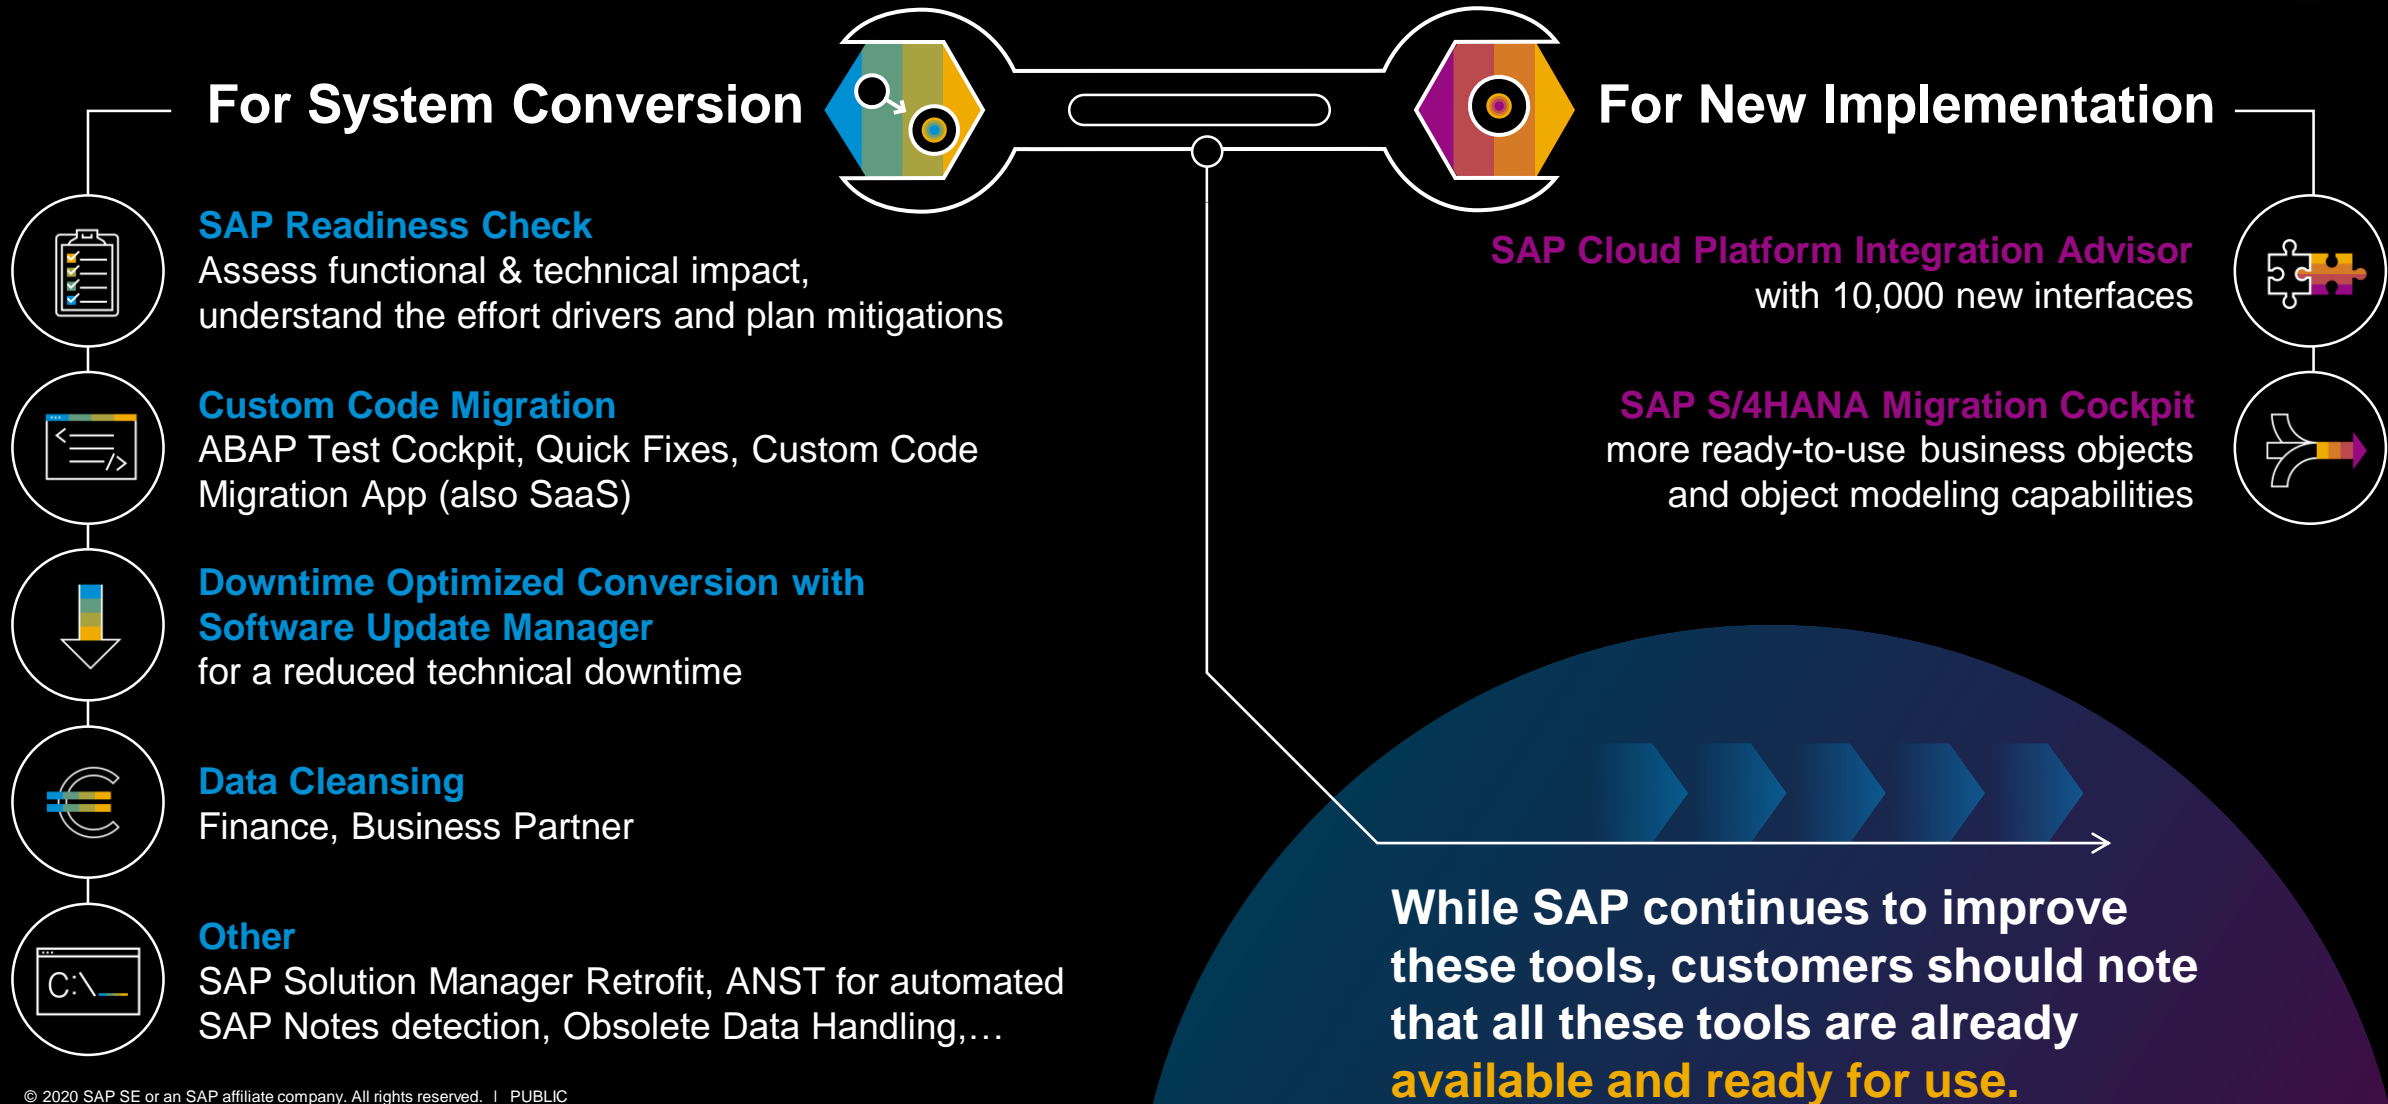 For System Conversion
SAP Readiness Check
Assess functional & technical impact,
understand the effort drivers and plan mitigations
Custom Code Migration
ABAP Test Cockpit, Quick Fixes, Custom Code
Migration App (also SaaS)
Downtime Optimized Conversion with
Software Update Manager
for a reduced technical downtime
Data Cleansing
Finance, Business Partner
C:\
Other
SAP Solution Manager Retrofit, ANST for automated
SAP Notes detection, Obsolete Data Handling,…
For New Implementation
SAP Cloud Platform Integration Advisor
with 10,000 new interfaces
SAP S/4HANA Migration Cockpit
more ready-to-use business objects
and object modeling capabilities
While SAP continues to improve
these tools, customers should note
that all these tools are already
available and ready for use.
© 2020 SAP SE or an SAP affiliate company. All rights reserved. | PUBLIC